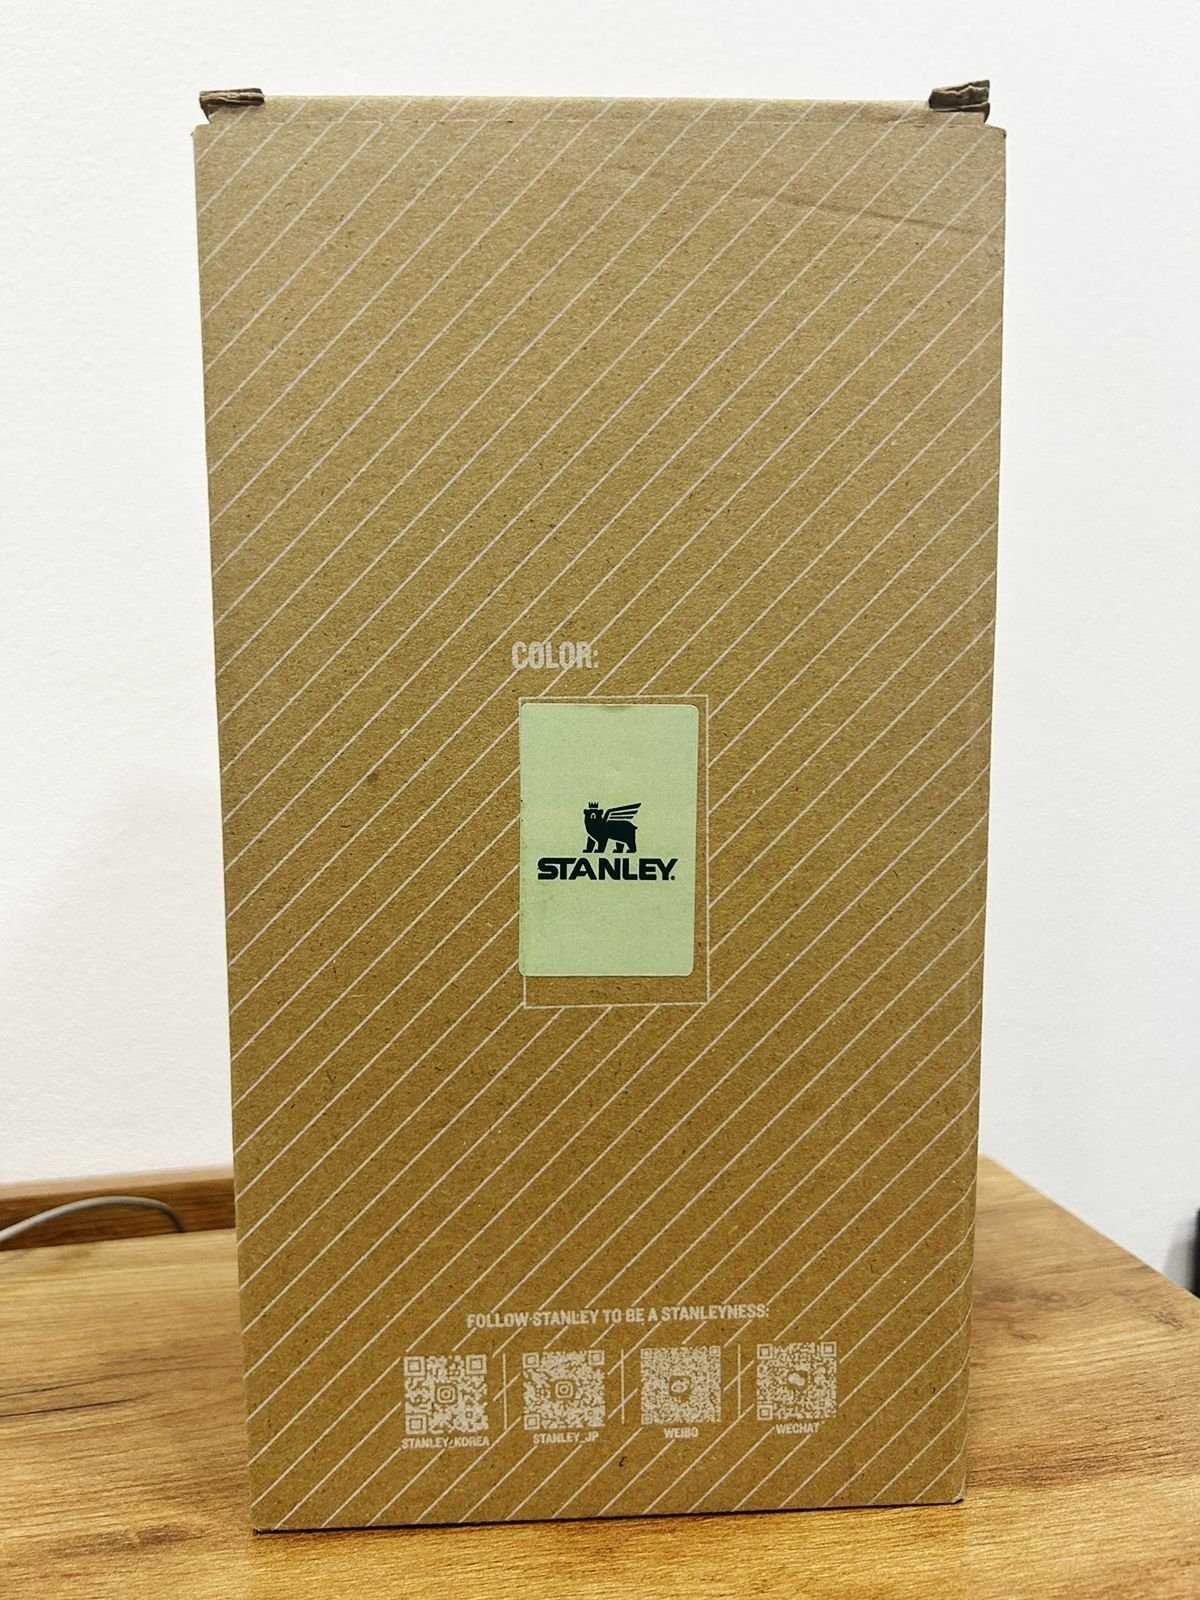 COLOR:
STANLEY.
FOLLOW STANLEY TO BE A STANLEYNESS:
STANLEY_KOREA
STANLEY_JP
WEIBO
WECHAT